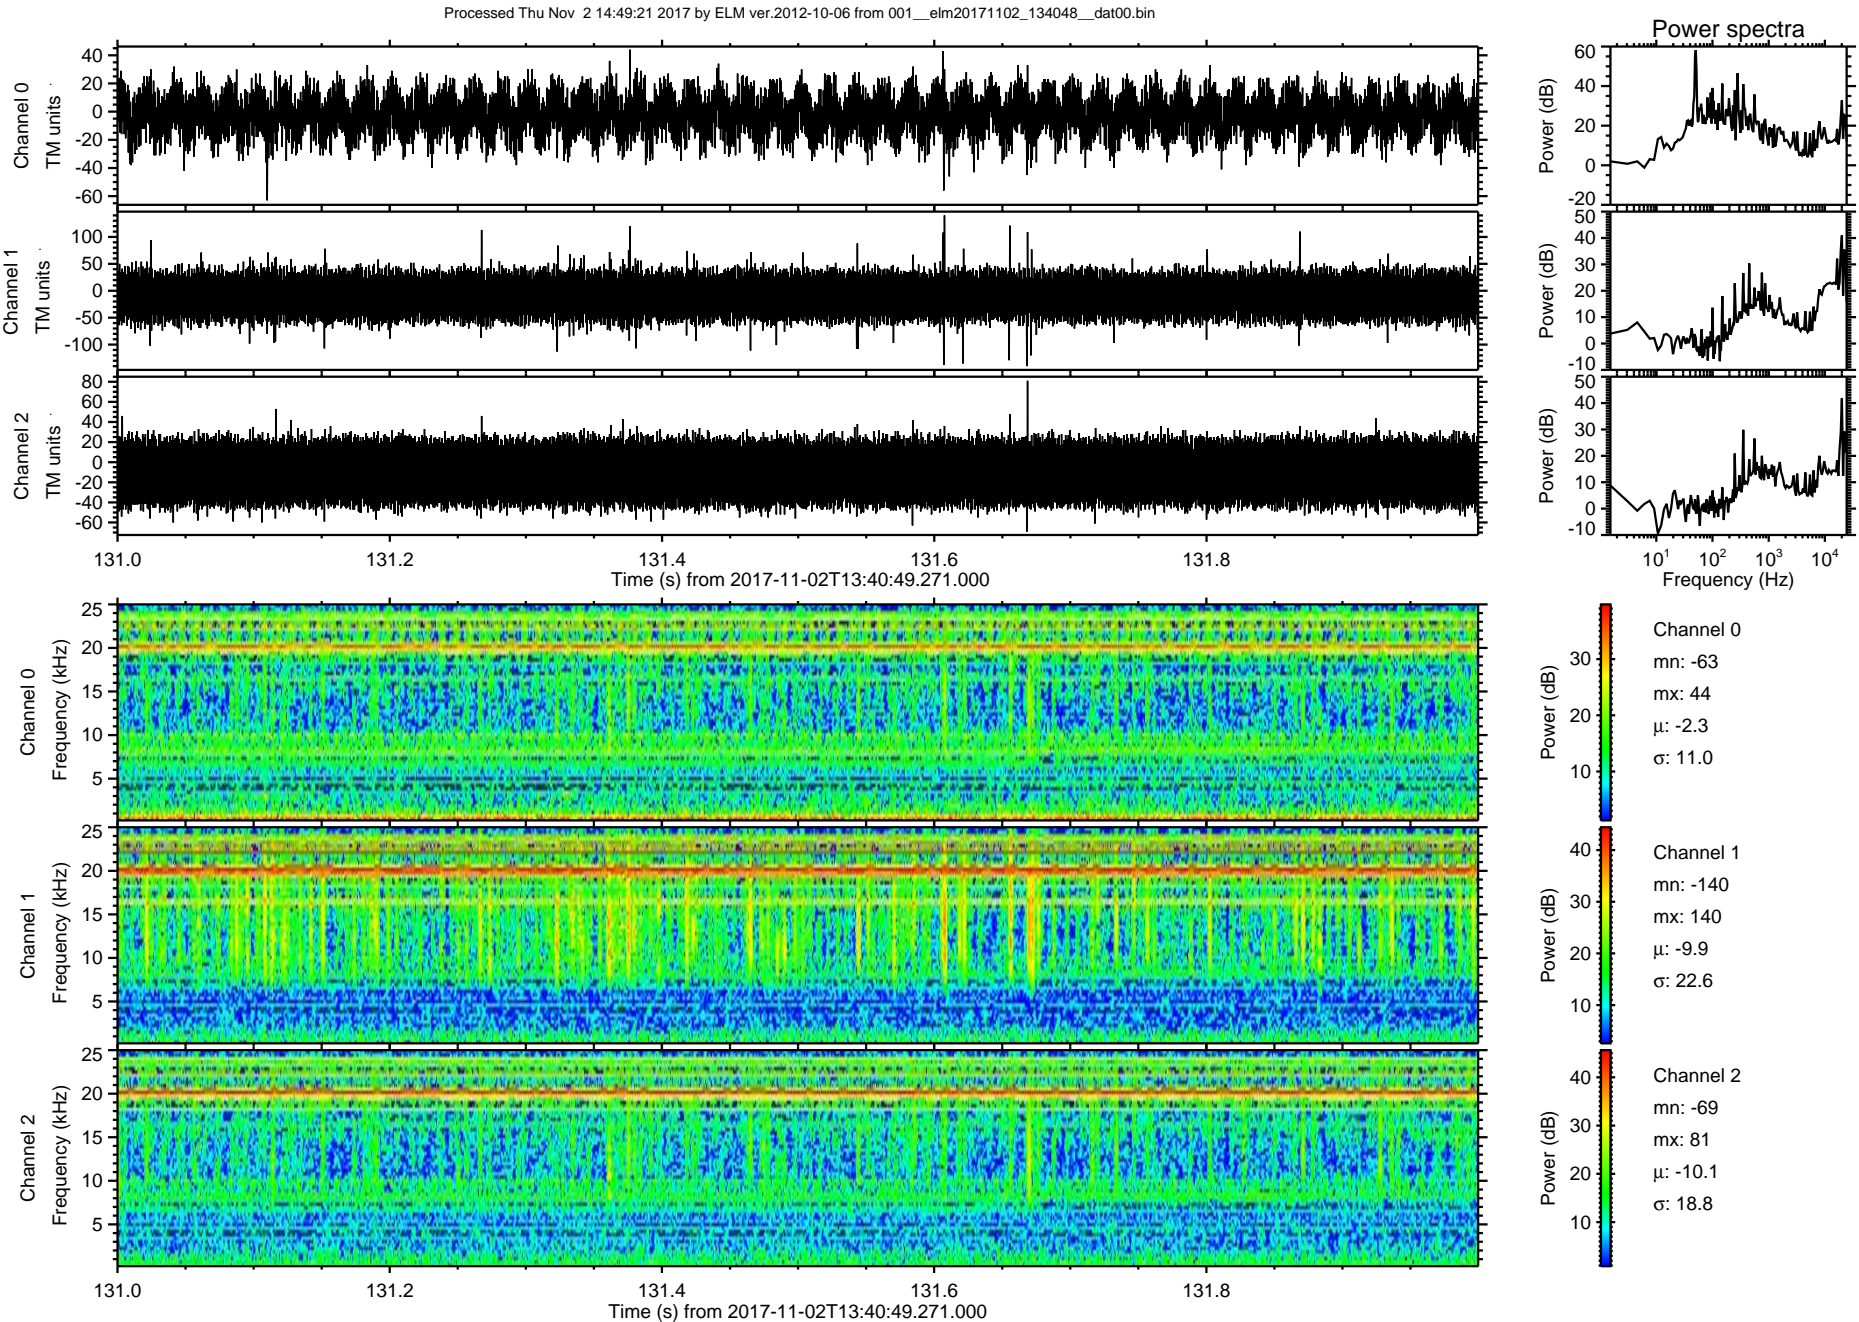 Processed Thu Nov 2 14:49:21 2017 by ELM ver.2012-10-06 from 001__elm20171102_134048__dat00.bin
Power spectra
Channel 0
TM units
40
20
0
-20
-40
-60
Power (dB)
60
40
20
0
-20
Channel 1
TM units
100
50
0
-50
-100
Power (dB)
50
40
30
20
10
0
-10
Channel 2
TM units
80
60
40
20
0
-20
-40
-60
Power (dB)
50
40
30
20
10
0
-10
131.0 131.2 131.4 131.6 131.8
Time (s) from 2017-11-02T13:40:49.271.000
10^1 10^2 10^3 10^4
Frequency (Hz)
Channel 0
Frequency (kHz)
25
20
15
10
5
Power (dB)
30
20
10
Channel 0
mn: -63
mx: 44
μ: -2.3
σ: 11.0
Channel 1
Frequency (kHz)
25
20
15
10
5
Power (dB)
40
30
20
10
Channel 1
mn: -140
mx: 140
μ: -9.9
σ: 22.6
Channel 2
Frequency (kHz)
25
20
15
10
5
Power (dB)
40
30
20
10
Channel 2
mn: -69
mx: 81
μ: -10.1
σ: 18.8
131.0 131.2 131.4 131.6 131.8
Time (s) from 2017-11-02T13:40:49.271.000